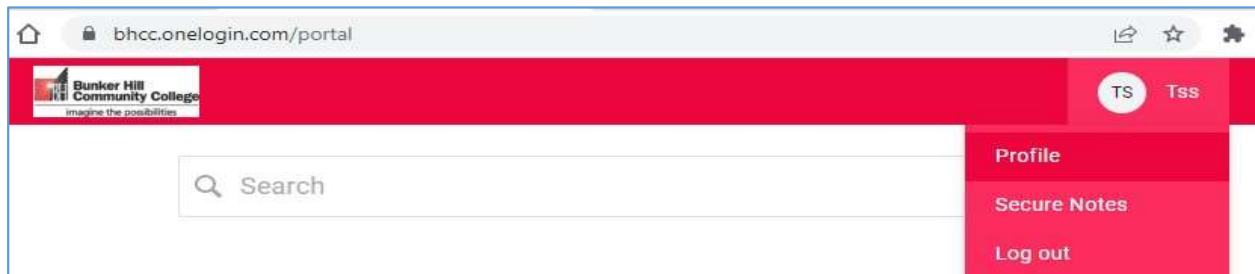 bhcc.onelogin.com/portal
Bunker Hill
Community College
imagine the possibilities
TS Tss
Search
Profile
Secure Notes
Log out